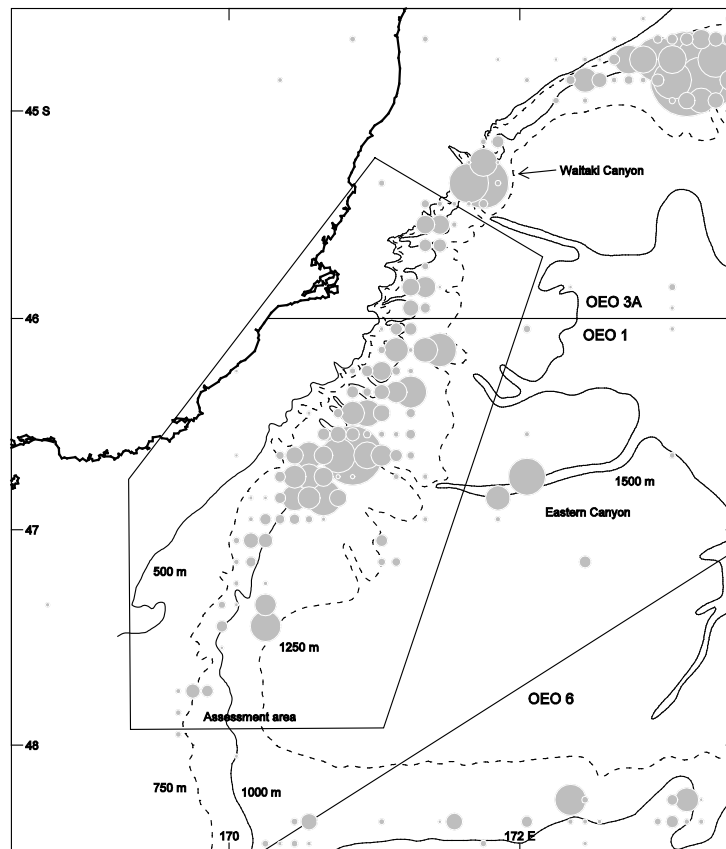 45 S
Waitaki Canyon
OEO 3A
46
OEO 1
1500 m
Eastern Canyon
47
500 m
1250 m
OEO 6
Assessment area
48
750 m
1000 m
170
172 E